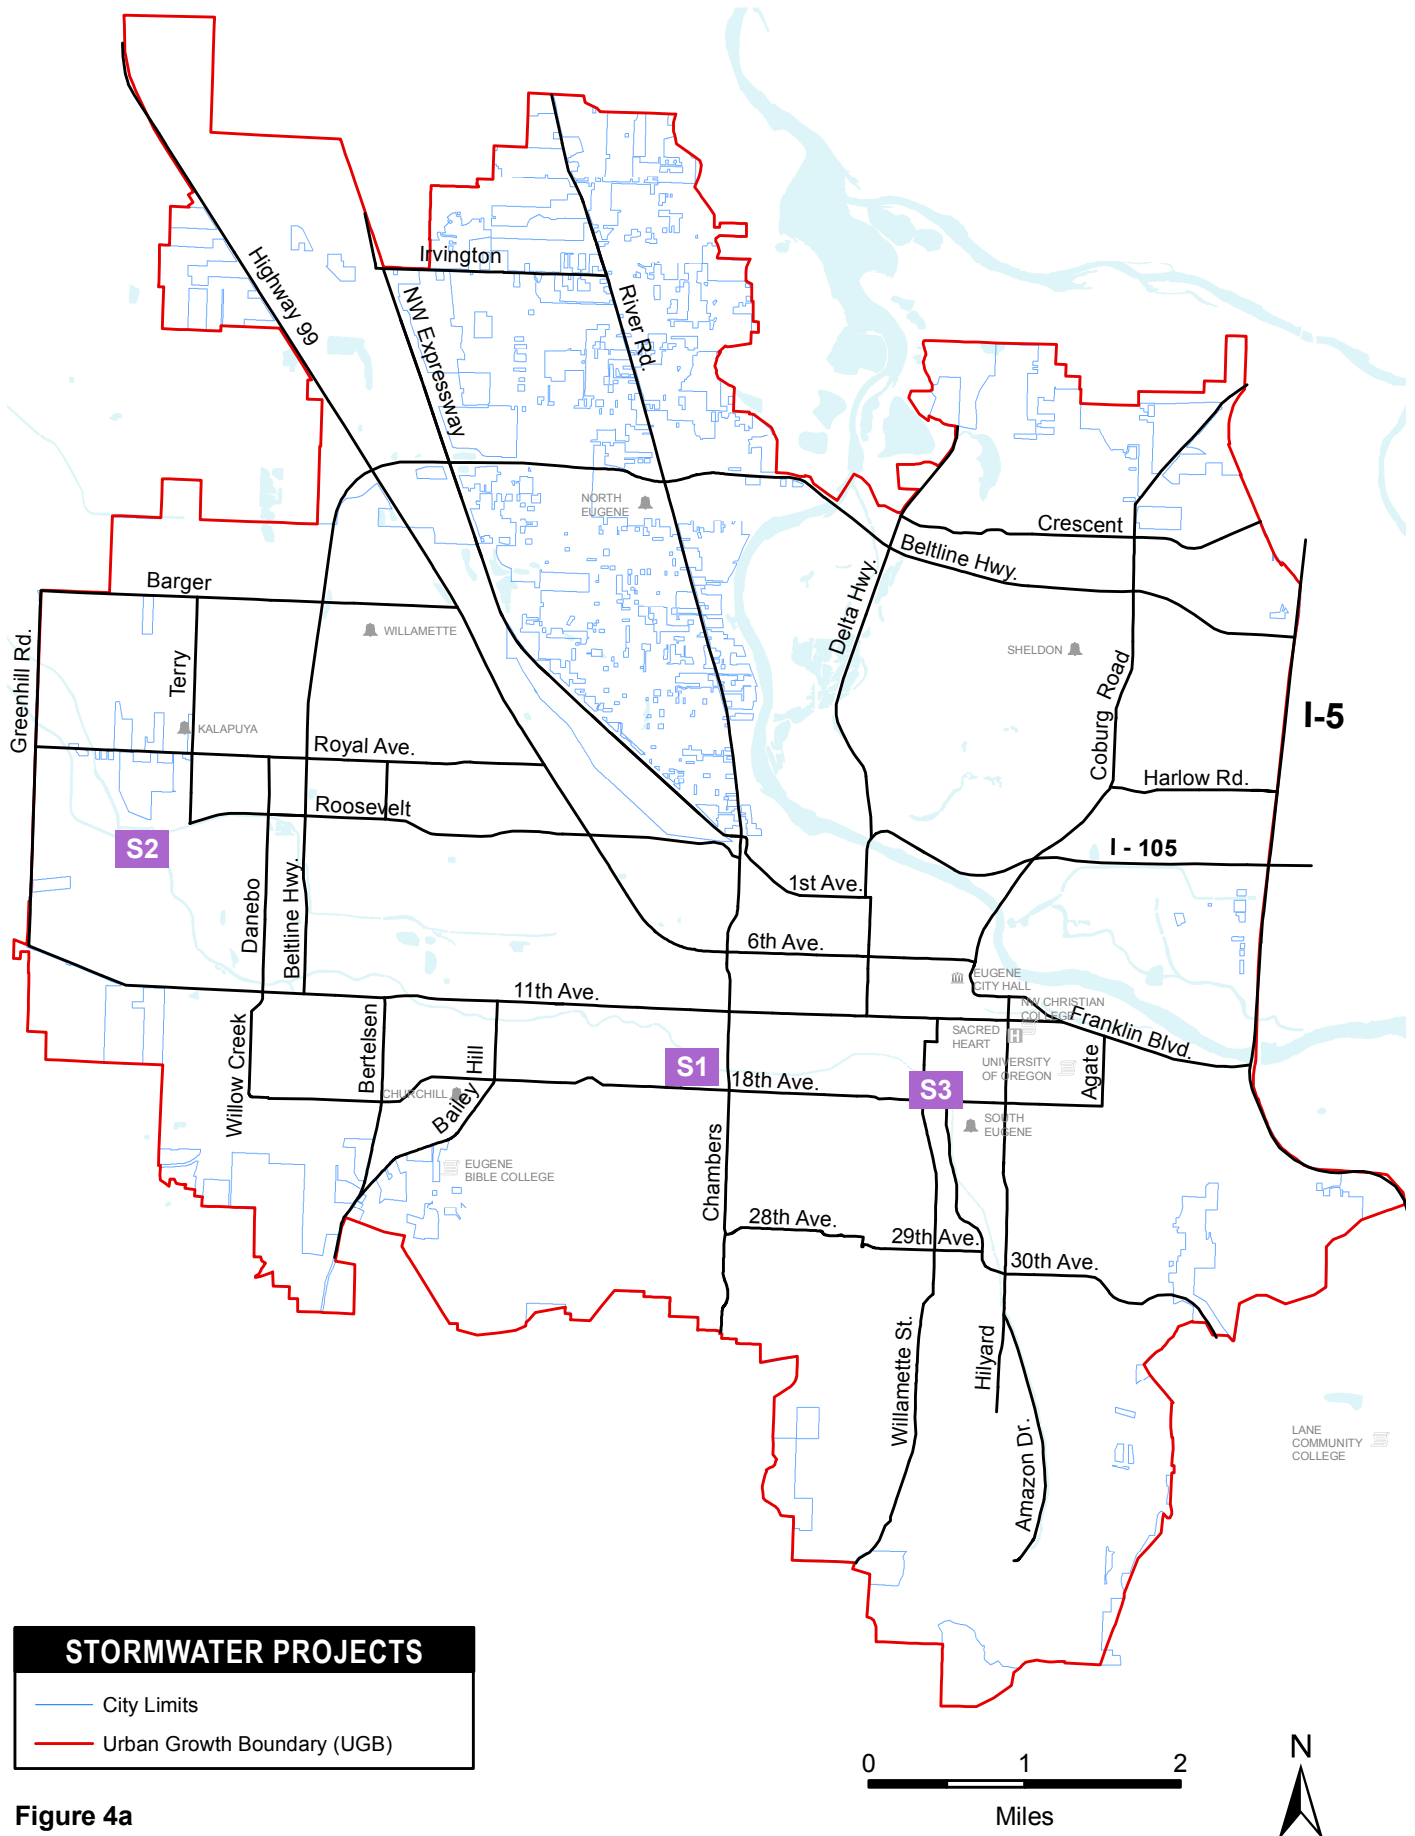 Irvington
Highway 99
NW Expressway
River Rd.
NORTH
EUGENE
Crescent
Beltline Hwy.
Delta Hwy.
Barger
WILLAMETTE
SHELDON
Greenhill Rd.
Terry
KALAPUYA
Coburg Road
I-5
Royal Ave.
Harlow Rd.
Roosevelt
S2
I - 105
1st Ave.
Danebo
Beltline Hwy.
6th Ave.
EUGENE
CITY HALL
11th Ave.
NW CHRISTIAN
COLLEGE
Franklin Blvd.
SACRED
HEART
H
UNIVERSITY
OF OREGON
Agate
Willow Creek
Bertelsen
Bailey Hill
CHURCHILL
S1
18th Ave.
S3
SOUTH
EUGENE
EUGENE
BIBLE COLLEGE
Chambers
28th Ave.
29th Ave.
30th Ave.
Willamette St.
Hilyard
Amazon Dr.
LANE
COMMUNITY
COLLEGE
STORMWATER PROJECTS
City Limits
Urban Growth Boundary (UGB)
Figure 4a
0 1 2
Miles
N